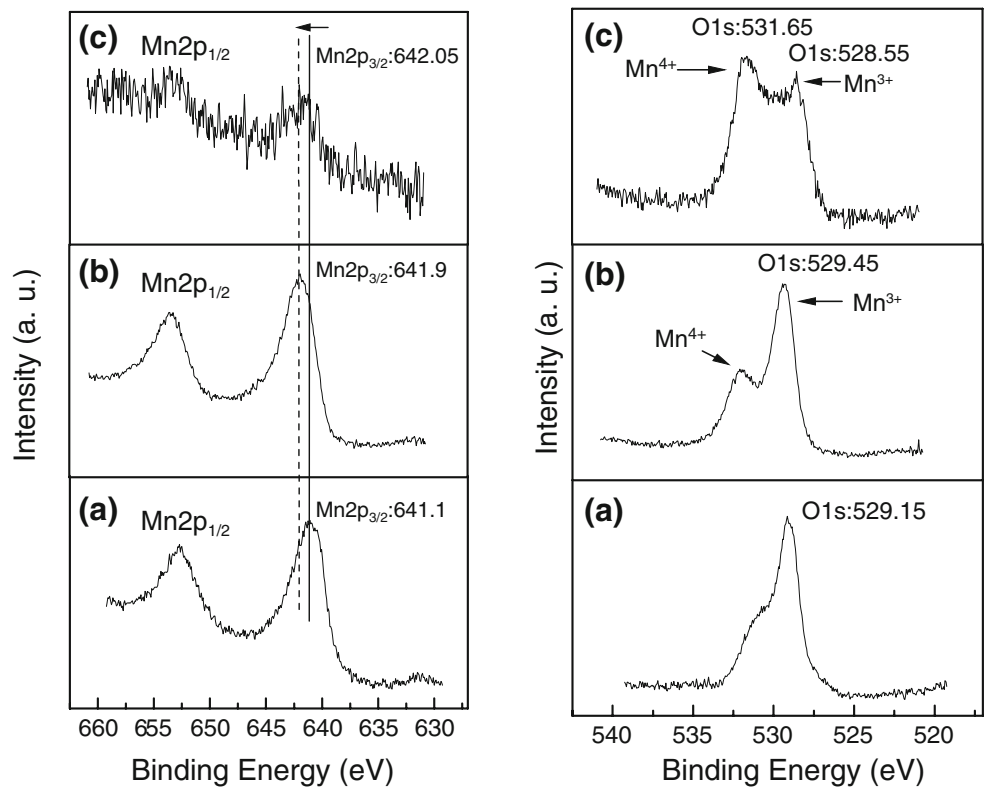 (c)
Mn2p1/2
Mn2p3/2:642.05
(b)
Mn2p1/2
Mn2p3/2:641.9
(a)
Mn2p1/2
Mn2p3/2:641.1
Intensity (a. u.)
660 655 650 645 640 635 630
Binding Energy (eV)
(c)
O1s:531.65
O1s:528.55
Mn4+
Mn3+
(b)
O1s:529.45
Mn3+
Mn4+
(a)
O1s:529.15
Intensity (a. u.)
540 535 530 525 520
Binding Energy (eV)